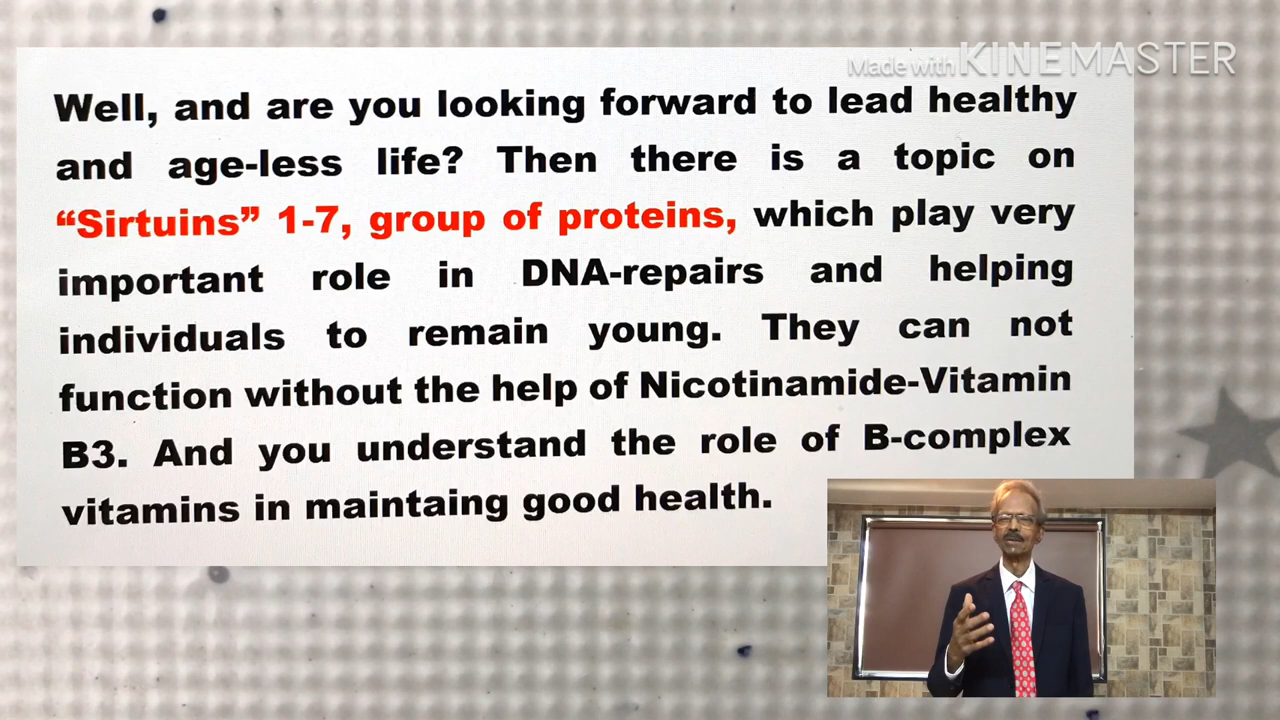 Made with KINEMASTER
Well, and are you looking forward to lead healthy
and age-less life? Then there is a topic on
“Sirtuins” 1-7, group of proteins, which play very
important role in DNA-repairs and helping
individuals to remain young. They can not
function without the help of Nicotinamide-Vitamin
B3. And you understand the role of B-complex
vitamins in maintaing good health.